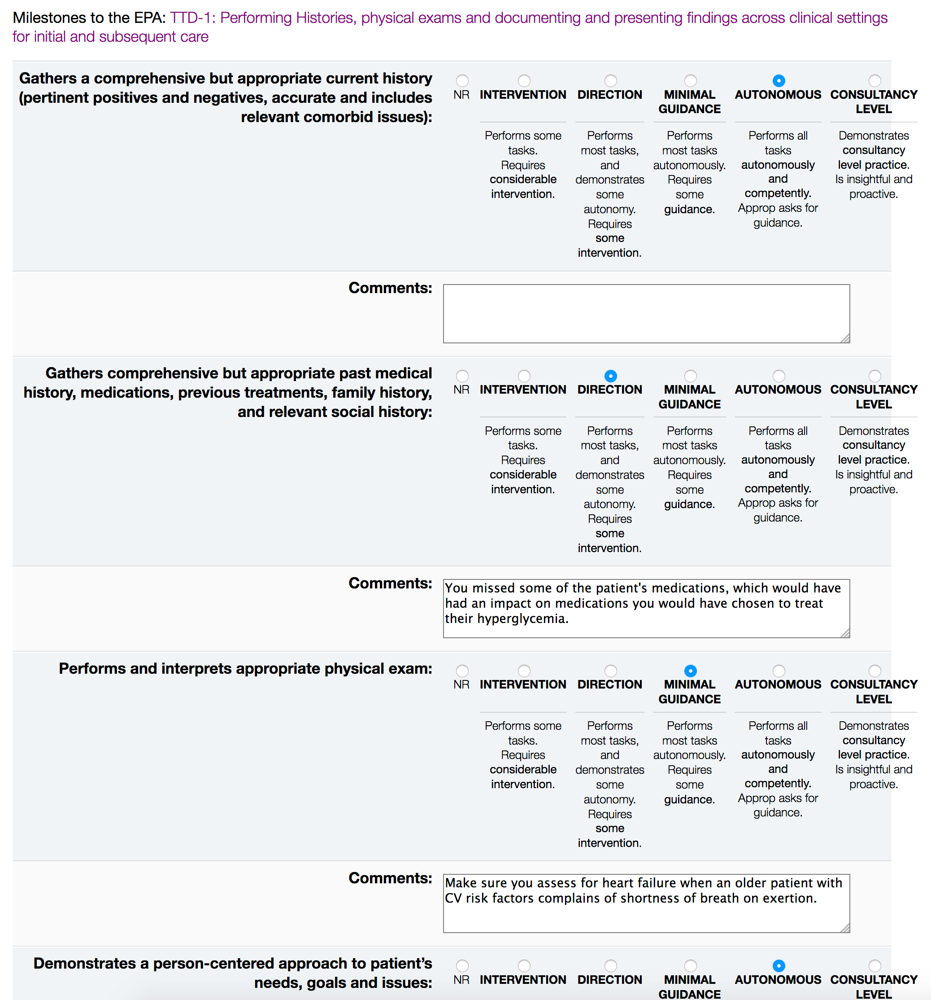 Milestones to the EPA: TTD-1: Performing Histories, physical exams and documenting and presenting findings across clinical settings
for initial and subsequent care
Gathers a comprehensive but appropriate current history
(pertinent positives and negatives, accurate and includes
relevant comorbid issues):
NR
INTERVENTION
Performs some
tasks.
Requires
considerable
intervention.
DIRECTION
Performs
most tasks,
and
demonstrates
some
autonomy.
Requires
some
intervention.
MINIMAL
GUIDANCE
Performs
most tasks
autonomously.
Requires
some
guidance.
AUTONOMOUS
Performs all
tasks
autonomously
and
competently.
Approp asks for
guidance.
CONSULTANCY
LEVEL
Demonstrates
consultancy
level practice.
Is insightful and
proactive.
Comments:
Gathers comprehensive but appropriate past medical
history, medications, previous treatments, family history,
and relevant social history:
NR
INTERVENTION
Performs some
tasks.
Requires
considerable
intervention.
DIRECTION
Performs
most tasks,
and
demonstrates
some
autonomy.
Requires
some
intervention.
MINIMAL
GUIDANCE
Performs
most tasks
autonomously.
Requires
some
guidance.
AUTONOMOUS
Performs all
tasks
autonomously
and
competently.
Approp asks for
guidance.
CONSULTANCY
LEVEL
Demonstrates
consultancy
level practice.
Is insightful and
proactive.
Comments:
You missed some of the patient's medications, which would have
had an impact on medications you would have chosen to treat
their hyperglycemia.
Performs and interprets appropriate physical exam:
NR
INTERVENTION
Performs some
tasks.
Requires
considerable
intervention.
DIRECTION
Performs
most tasks,
and
demonstrates
some
autonomy.
Requires
some
intervention.
MINIMAL
GUIDANCE
Performs
most tasks
autonomously.
Requires
some
guidance.
AUTONOMOUS
Performs all
tasks
autonomously
and
competently.
Approp asks for
guidance.
CONSULTANCY
LEVEL
Demonstrates
consultancy
level practice.
Is insightful and
proactive.
Comments:
Make sure you assess for heart failure when an older patient with
CV risk factors complains of shortness of breath on exertion.
Demonstrates a person-centered approach to patient’s
needs, goals and issues:
NR
INTERVENTION
DIRECTION
MINIMAL
GUIDANCE
AUTONOMOUS
CONSULTANCY
LEVEL